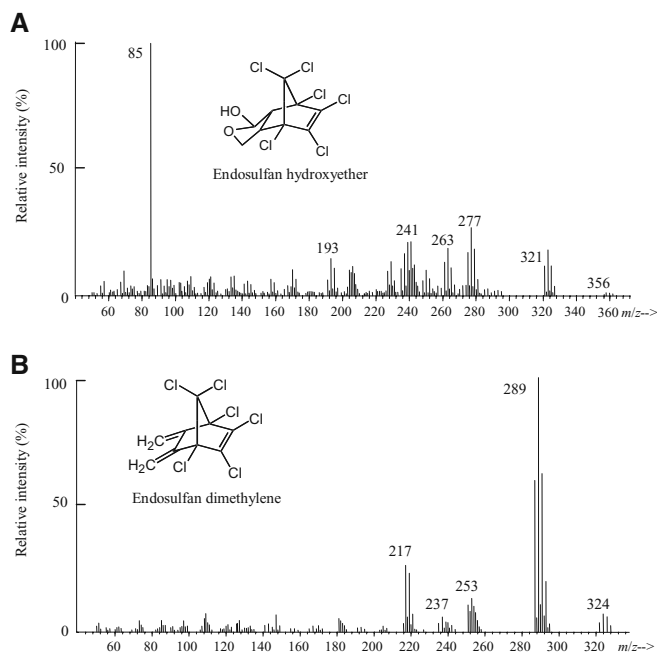 A
Relative intensity (%)
100
50
0
85
193
241
263
277
321
356
Cl
Cl
Cl
Cl
HO
O
Cl
Cl
Endosulfan hydroxyether
60 80 100 120 140 160 180 200 220 240 260 280 300 320 340 360 m/z-->
B
Relative intensity (%)
100
50
0
289
217
237
253
324
Cl
Cl
Cl
Cl
H2C
H2C
Cl
Cl
Endosulfan dimethylene
60 80 100 120 140 160 180 200 220 240 260 280 300 320 m/z-->